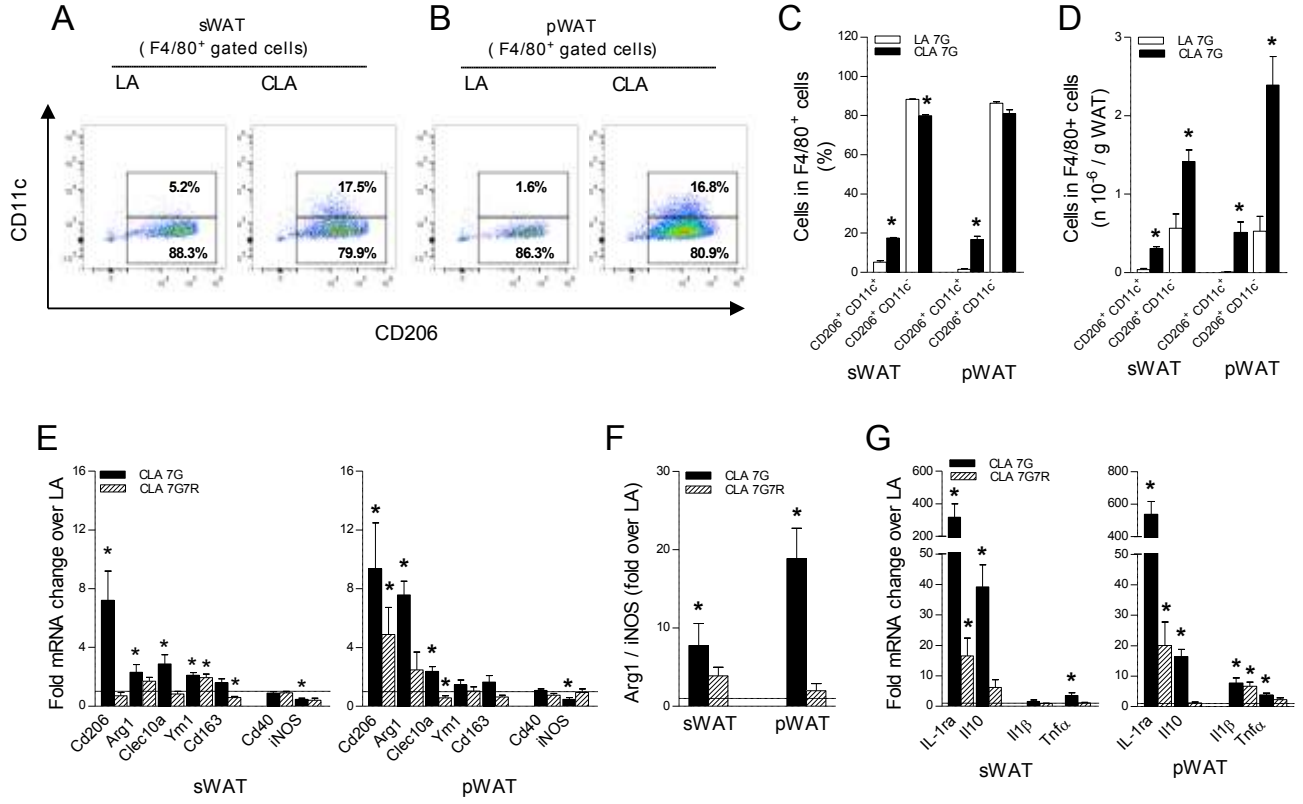 A
sWAT
( F4/80⁺ gated cells)
LA
CLA
B
pWAT
( F4/80⁺ gated cells)
LA
CLA
CD11c
5.2%
88.3%
17.5%
79.9%
1.6%
86.3%
16.8%
80.9%
CD206
C
LA 7G
CLA 7G
Cells in F4/80⁺ cells
(%)
120
100
80
60
40
20
0
*
*
*
CD206⁺ CD11c⁺
CD206⁺ CD11c⁻
CD206⁺ CD11c⁺
CD206⁺ CD11c⁻
sWAT
pWAT
D
LA 7G
CLA 7G
Cells in F4/80+ cells
(n 10⁻⁶ / g WAT)
3
2
1
0
*
*
*
*
CD206⁺ CD11c⁺
CD206⁺ CD11c⁻
CD206⁺ CD11c⁺
CD206⁺ CD11c⁻
sWAT
pWAT
E
Fold mRNA change over LA
CLA 7G
CLA 7G7R
16
12
8
4
0
*
*
*
*
*
*
*
Cd206
Arg1
Clec10a
Ym1
Cd163
Cd40
iNOS
sWAT
16
12
8
4
0
*
*
*
*
*
*
Cd206
Arg1
Clec10a
Ym1
Cd163
Cd40
iNOS
pWAT
F
Arg1 / iNOS (fold over LA)
CLA 7G
CLA 7G7R
30
20
10
0
*
*
sWAT
pWAT
G
Fold mRNA change over LA
CLA 7G
CLA 7G7R
600
400
200
50
40
30
20
10
0
*
*
*
*
IL-1ra
Il10
Il1β
Tnfα
sWAT
800
600
400
50
40
30
20
10
0
*
*
*
*
*
*
IL-1ra
Il10
Il1β
Tnfα
pWAT